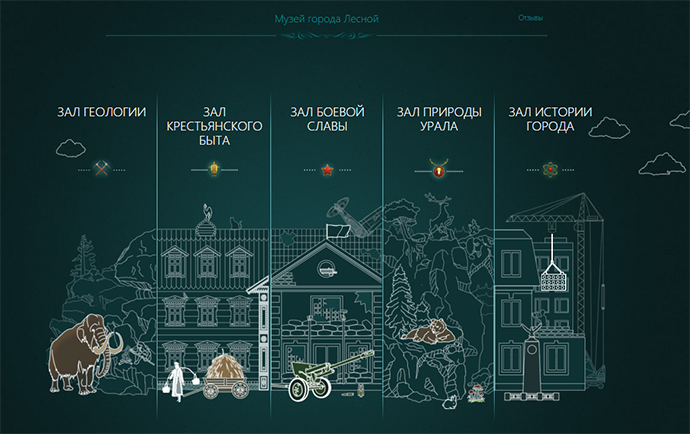 Музей города Лесной
Отзывы
ЗАЛ ГЕОЛОГИИ
ЗАЛ
КРЕСТЬЯНСКОГО
БЫТА
ЗАЛ БОЕВОЙ
СЛАВЫ
ЗАЛ ПРИРОДЫ
УРАЛА
ЗАЛ ИСТОРИИ
ГОРОДА